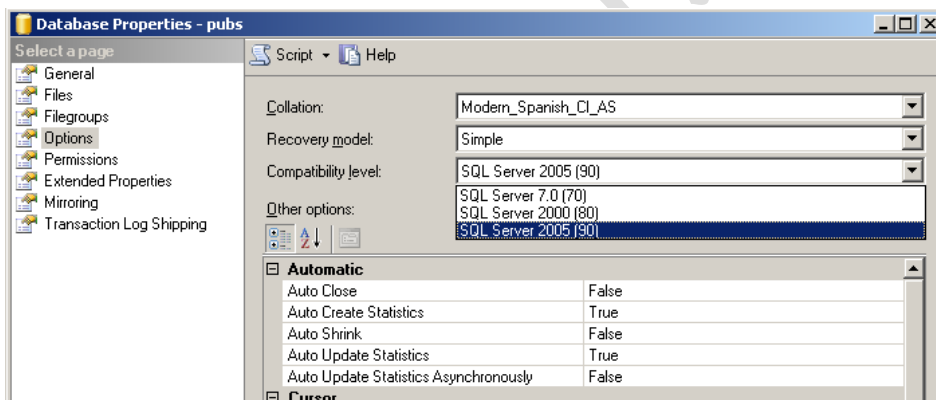 Database Properties - pubs
Select a page
General
Files
Filegroups
Options
Permissions
Extended Properties
Mirroring
Transaction Log Shipping
Script Help
Collation: Modern_Spanish_CI_AS
Recovery model: Simple
Compatibility level: SQL Server 2005 (90)
SQL Server 7.0 (70)
SQL Server 2000 (80)
SQL Server 2005 (90)
Other options:
Automatic
Auto Close False
Auto Create Statistics True
Auto Shrink False
Auto Update Statistics True
Auto Update Statistics Asynchronously False
Cursor